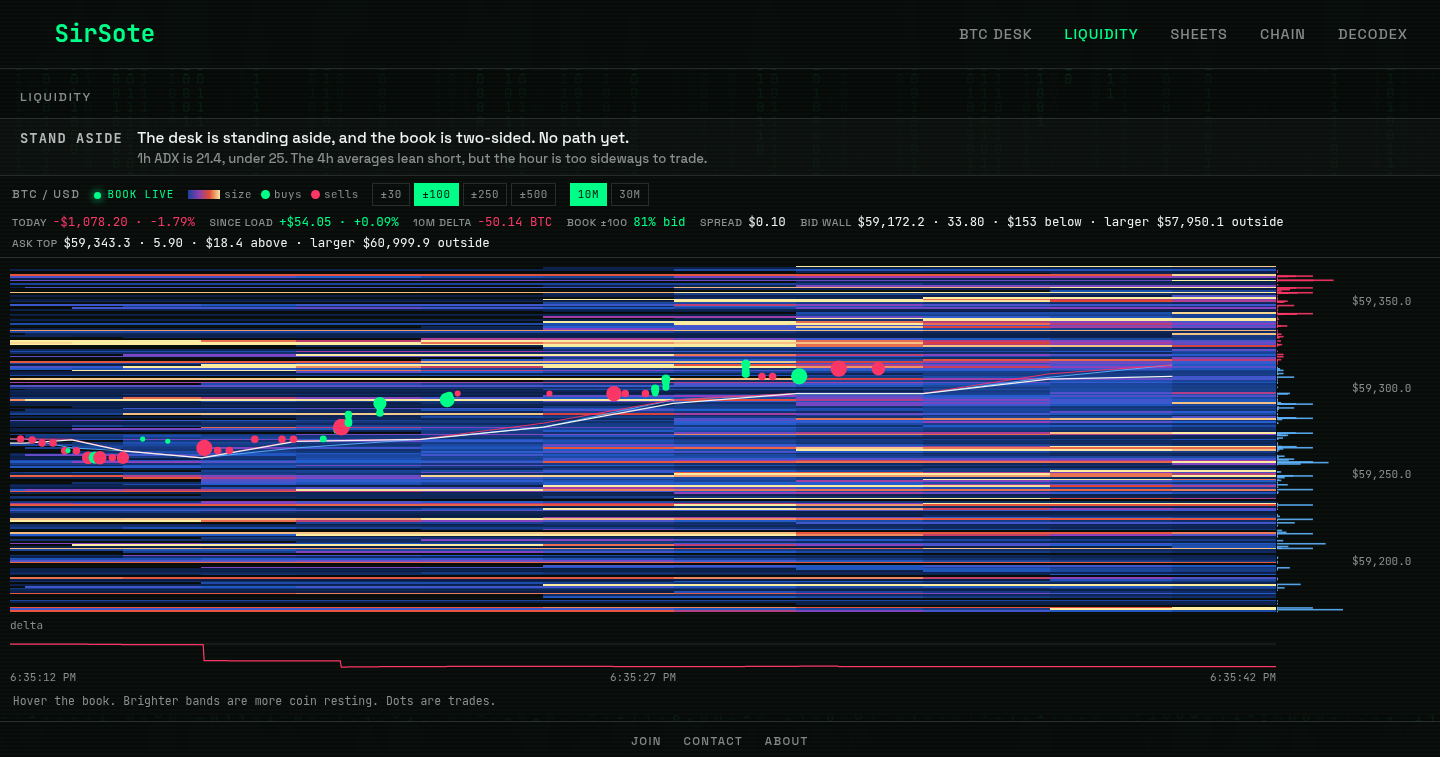 SirSote
BTC DESK LIQUIDITY SHEETS CHAIN DECODEX
LIQUIDITY
STAND ASIDE The desk is standing aside, and the book is two-sided. No path yet.
1h ADX is 21.4, under 25. The 4h averages lean short, but the hour is too sideways to trade.
BTC / USD BOOK LIVE size buys sells ±30 ±100 ±250 ±500 10M 30M
TODAY -$1,078.20 · -1.79% SINCE LOAD +$54.05 · +0.09% 10M DELTA -50.14 BTC BOOK ±100 81% bid SPREAD $0.10 BID WALL $59,172.2 · 33.80 · $153 below · larger $57,950.1 outside
ASK TOP $59,343.3 · 5.90 · $18.4 above · larger $60,999.9 outside
$59,350.0
$59,300.0
$59,250.0
$59,200.0
delta
6:35:12 PM 6:35:27 PM 6:35:42 PM
Hover the book. Brighter bands are more coin resting. Dots are trades.
JOIN CONTACT ABOUT